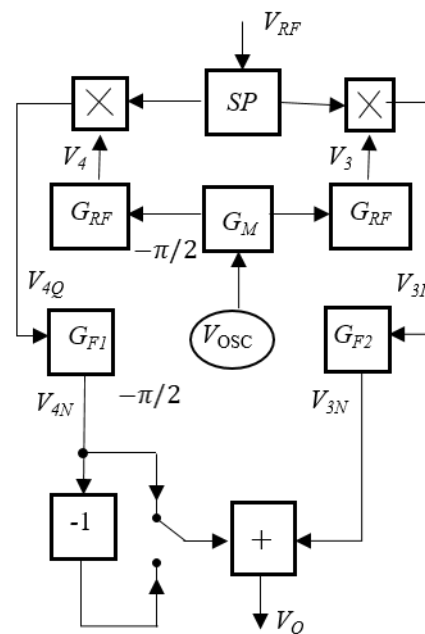 V_RF
×
SP
×
V_4
V_3
G_RF
G_M
G_RF
−π/2
V_4Q
V_OSC
G_F1
G_F2
V_4N
−π/2
V_3N
-1
+
V_O